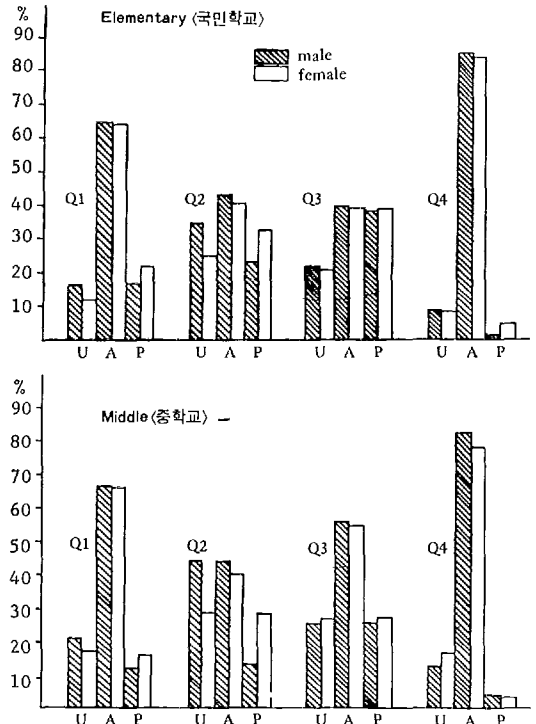 Elementary 〈국민학교〉
%
male
female
90
80
70
60
50
40
30
20
10
Q1
Q2
Q3
Q4
U A P U A P U A P U A P
%
Middle 〈중학교〉 –
90
80
70
60
50
40
30
20
10
Q1
Q2
Q3
Q4
U A P U A P U A P U A P